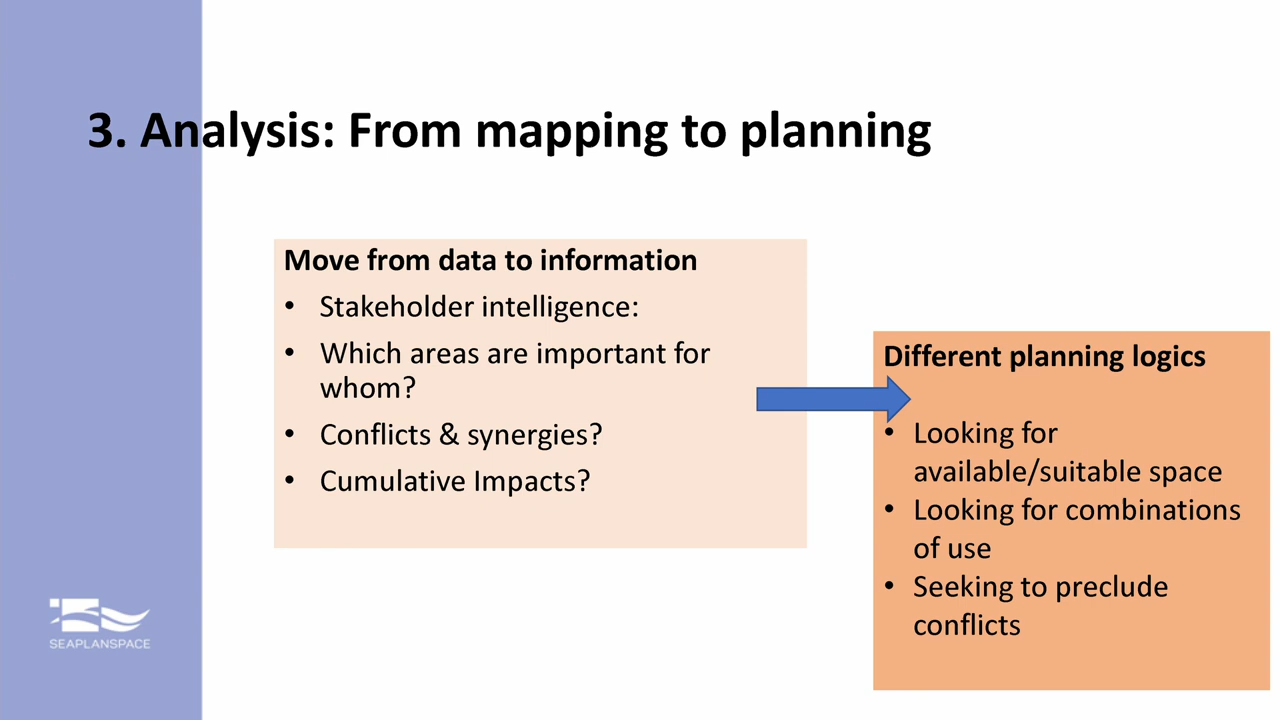 3. Analysis: From mapping to planning
Move from data to information
• Stakeholder intelligence:
• Which areas are important for
whom?
• Conflicts & synergies?
• Cumulative Impacts?
Different planning logics
• Looking for
available/suitable space
• Looking for combinations
of use
• Seeking to preclude
conflicts
SEAPLANSPACE